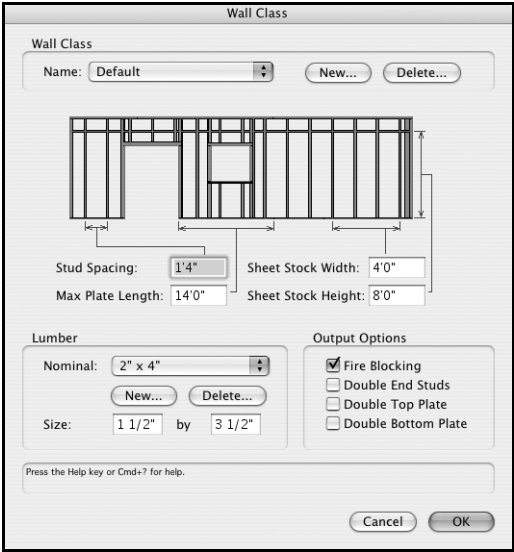 Wall Class
Wall Class
Name: Default New... Delete...
Stud Spacing: 1'4" Sheet Stock Width: 4'0"
Max Plate Length: 14'0" Sheet Stock Height: 8'0"
Lumber
Nominal: 2" x 4"
New... Delete...
Size: 1 1/2" by 3 1/2"
Output Options
Fire Blocking
Double End Studs
Double Top Plate
Double Bottom Plate
Press the Help key or Cmd+? for help.
Cancel OK